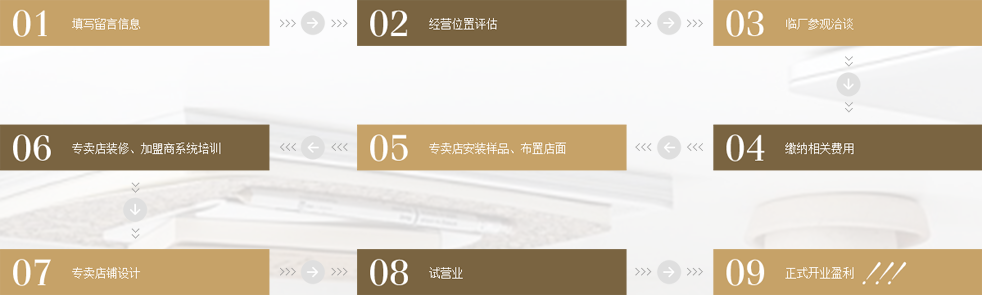 01 填写留言信息
02 经营位置评估
03 临厂参观洽谈
04 缴纳相关费用
05 专卖店安装样品、布置店面
06 专卖店装修、加盟商系统培训
07 专卖店铺设计
08 试营业
09 正式开业盈利 ！！！